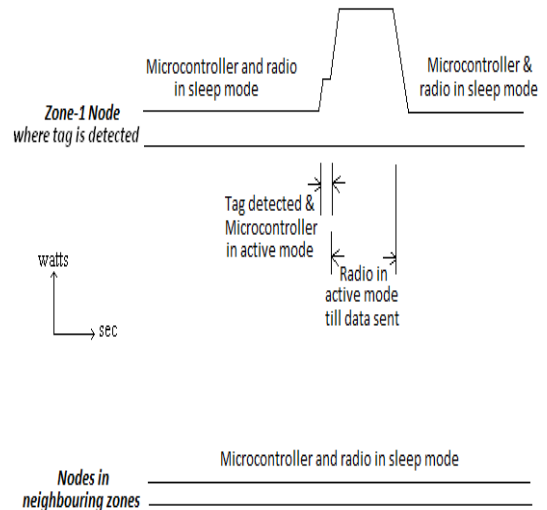 Microcontroller and radio
in sleep mode
Microcontroller &
radio in sleep mode
Zone-1 Node
where tag is detected
Tag detected &
Microcontroller
in active mode
Radio in
active mode
till data sent
watts
sec
Microcontroller and radio in sleep mode
Nodes in
neighbouring zones